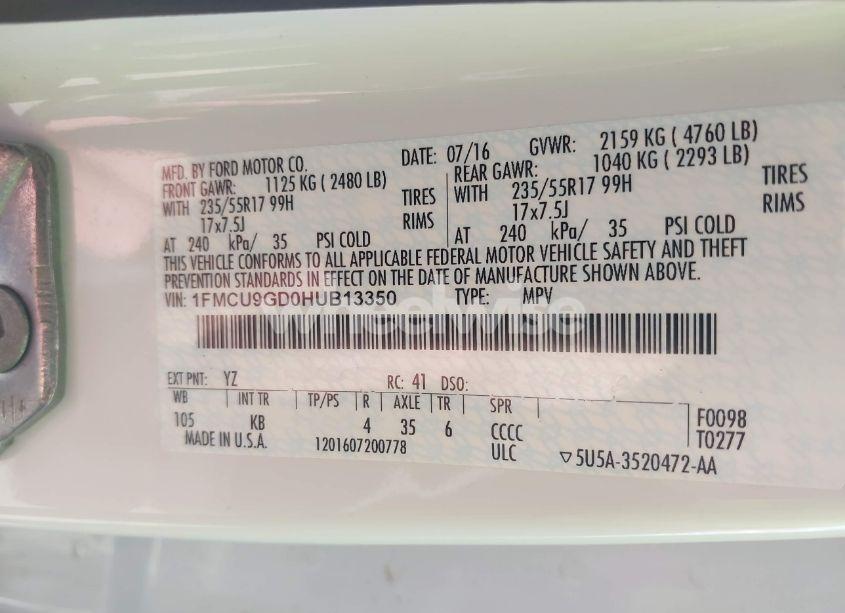 MFD. BY FORD MOTOR CO. DATE: 07/16 GVWR: 2159 KG ( 4760 LB)
FRONT GAWR: 1125 KG ( 2480 LB) REAR GAWR: 1040 KG ( 2293 LB)
WITH 235/55R17 99H TIRES WITH 235/55R17 99H TIRES
17x7.5J RIMS 17x7.5J RIMS
AT 240 kPa/ 35 PSI COLD AT 240 kPa/ 35 PSI COLD
THIS VEHICLE CONFORMS TO ALL APPLICABLE FEDERAL MOTOR VEHICLE SAFETY AND THEFT
PREVENTION STANDARDS IN EFFECT ON THE DATE OF MANUFACTURE SHOWN ABOVE.
VIN: 1FMCU9GD0HUB13350 TYPE: MPV
wheelwise
EXT PNT: YZ RC: 41 DSO:
WB INT TR TP/PS R AXLE TR SPR
105 KB 4 35 6 CCCC F0098
MADE IN U.S.A. 1201607200778 ULC T0277
▽5U5A-3520472-AA